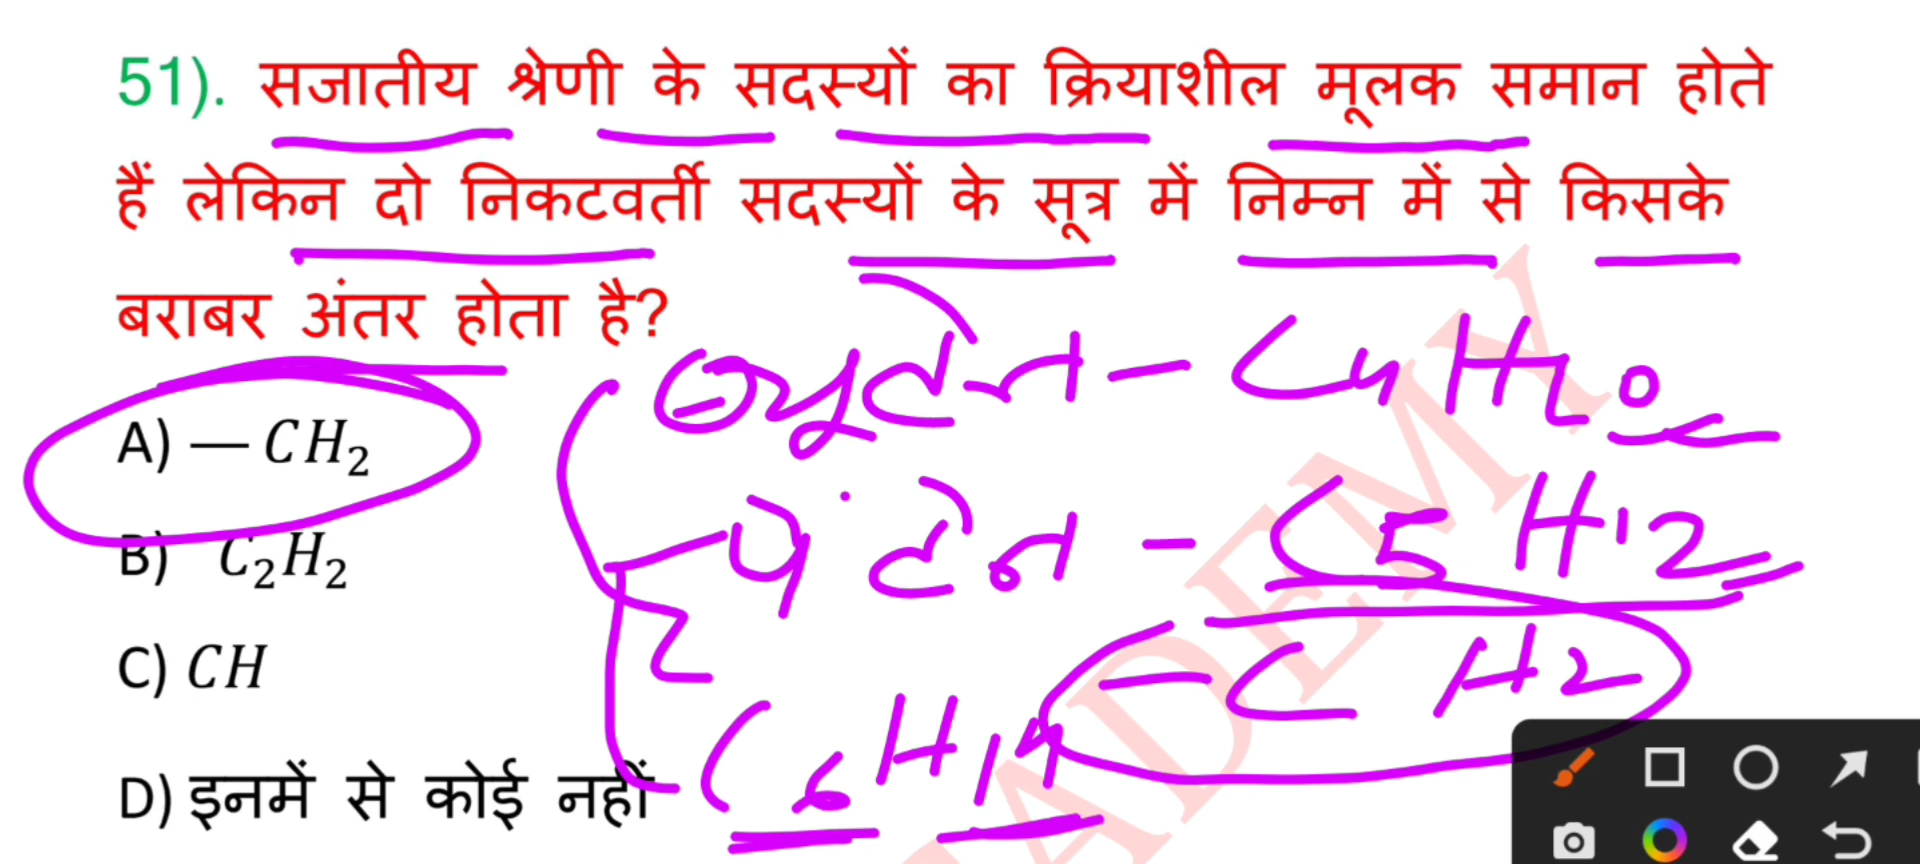 51). सजातीय श्रेणी के सदस्यों का क्रियाशील मूलक समान होते
हैं लेकिन दो निकटवर्ती सदस्यों के सूत्र में निम्न में से किसके
बराबर अंतर होता है?
A) — CH₂
B) C₂H₂
C) CH
D) इनमें से कोई नहीं
ब्यूटेन - C₄H₁₀
पेंटेन - C₅H₁₂
- CH₂
C₆H₁₄
ADEMY